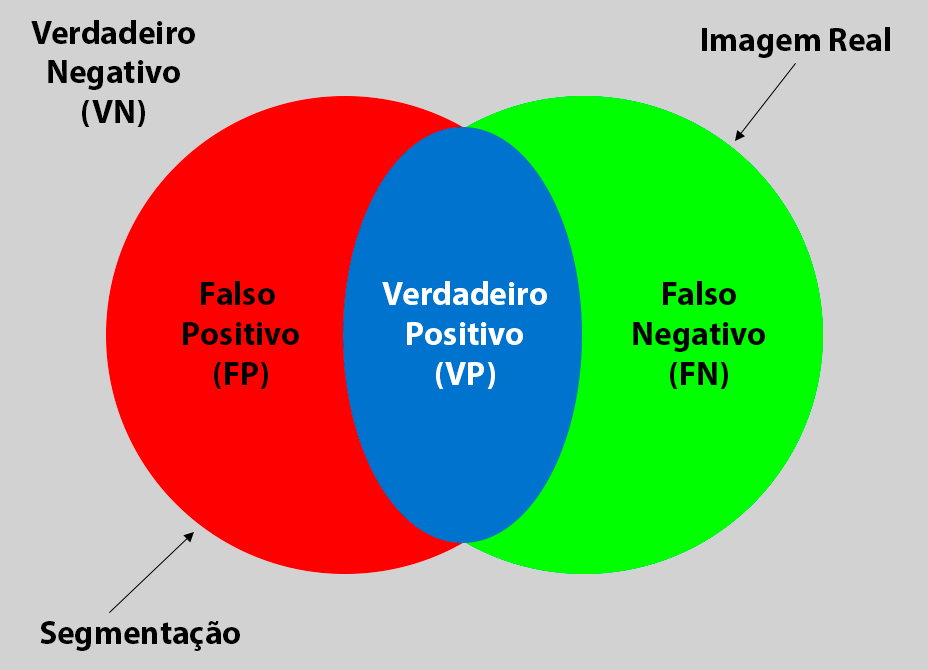 Verdadeiro
Negativo
(VN)
Imagem Real
Falso
Positivo
(FP)
Verdadeiro
Positivo
(VP)
Falso
Negativo
(FN)
Segmentação